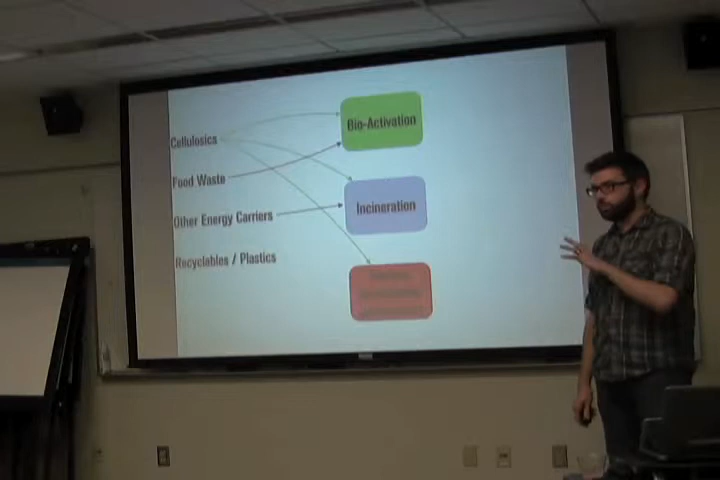 Cellulosics
Bio-Activation
Food Waste
Other Energy Carriers
Incineration
Recyclables / Plastics